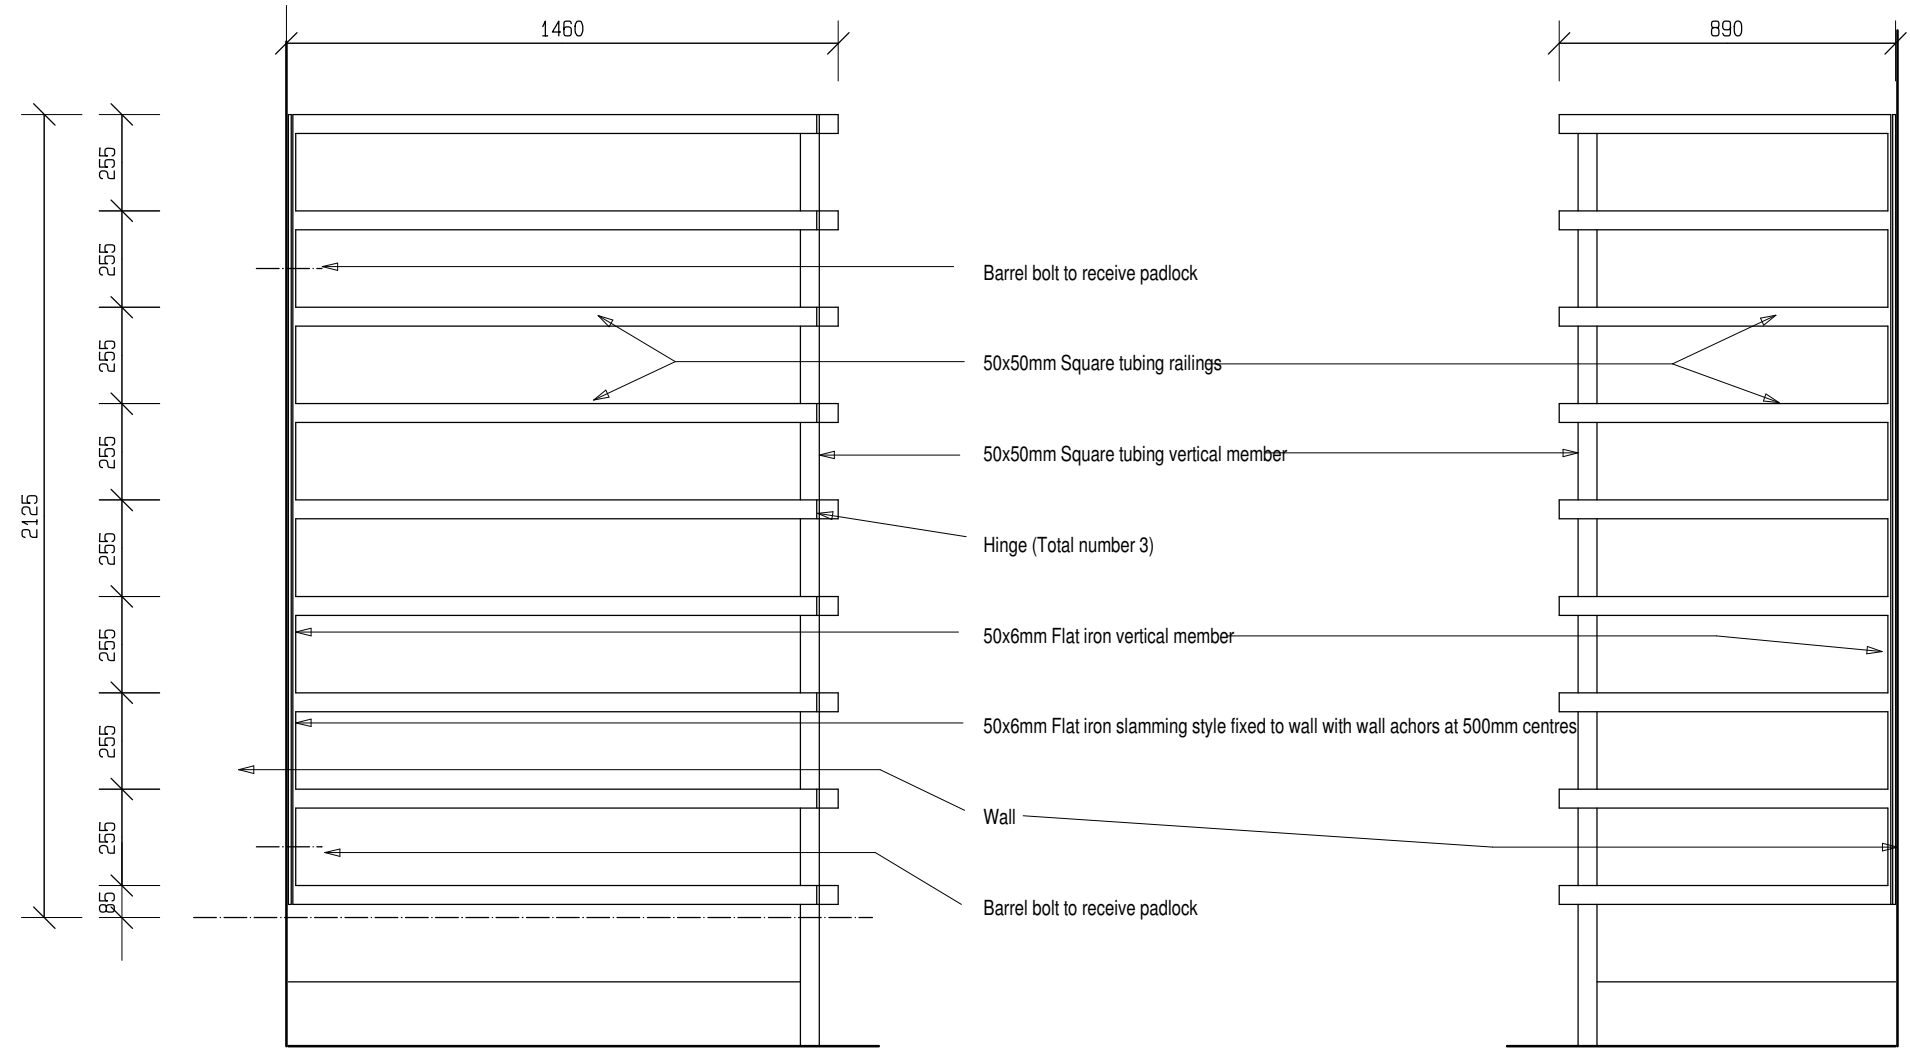 1460
890
255
255
255
255
255
255
255
255
85
2125
Barrel bolt to receive padlock
50x50mm Square tubing railings
50x50mm Square tubing vertical member
Hinge (Total number 3)
50x6mm Flat iron vertical member
50x6mm Flat iron slamming style fixed to wall with wall achors at 500mm centres
Wall
Barrel bolt to receive padlock